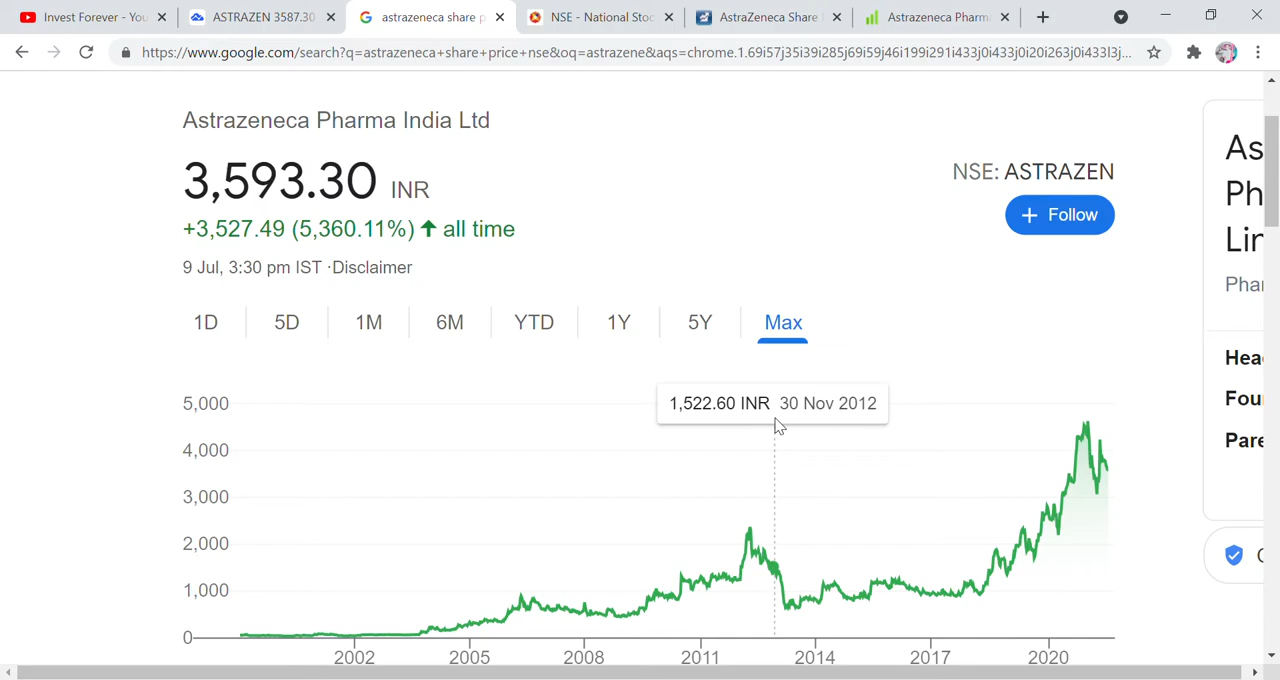 Invest Forever - You
ASTRAZEN 3587.30
astrazeneca share p
NSE - National Stoc
AstraZeneca Share
Astrazeneca Pharm
https://www.google.com/search?q=astrazeneca+share+price+nse&oq=astrazene&aqs=chrome.1.69i57j35i39i285j69i59j46i199i291i433j0i433j0i20i263j0i433l3j...
Astrazeneca Pharma India Ltd
3,593.30 INR
NSE: ASTRAZEN
+ Follow
+3,527.49 (5,360.11%) ↑ all time
9 Jul, 3:30 pm IST ·Disclaimer
1D 5D 1M 6M YTD 1Y 5Y Max
1,522.60 INR 30 Nov 2012
5,000
4,000
3,000
2,000
1,000
0
2002 2005 2008 2011 2014 2017 2020
As
Ph
Lin
Phar
Head
Foun
Pare